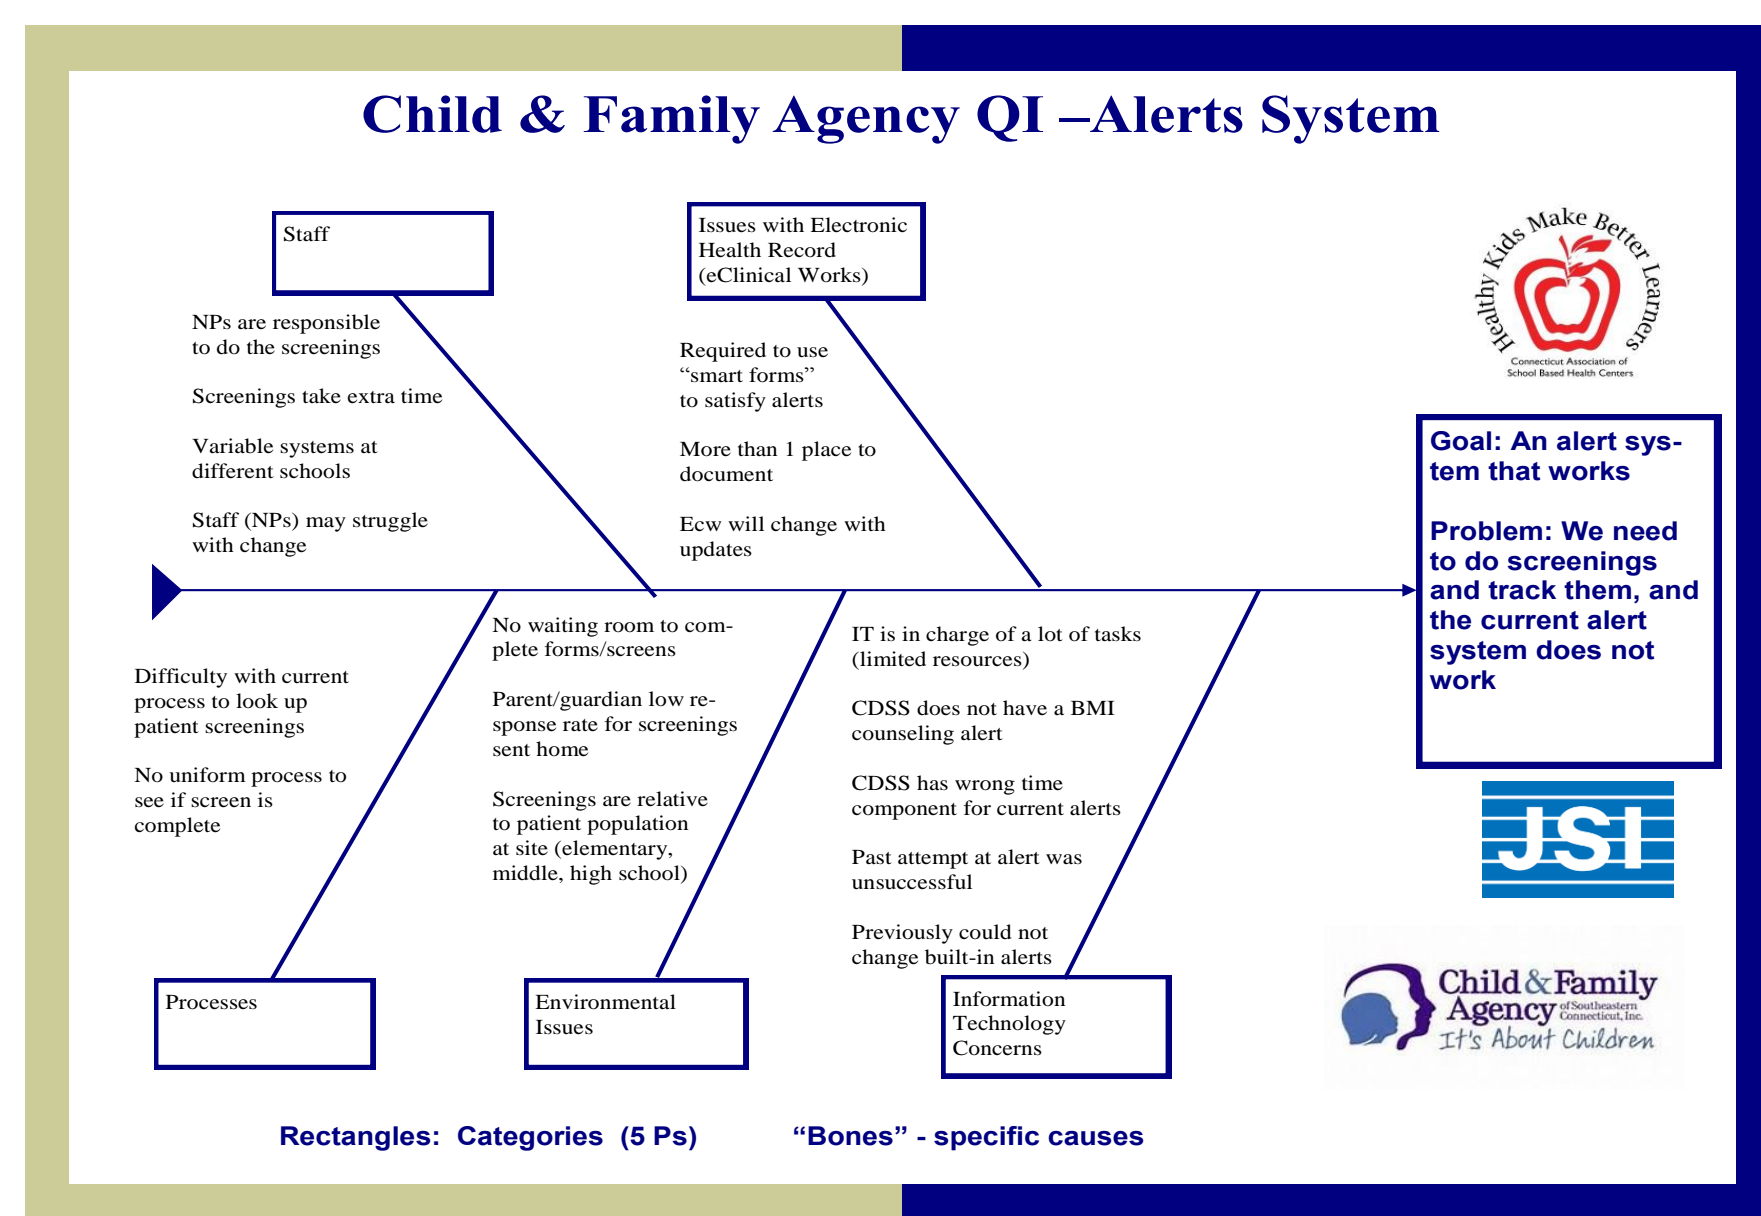 Child & Family Agency QI –Alerts System
Staff
Issues with Electronic
Health Record
(eClinical Works)
NPs are responsible
to do the screenings
Screenings take extra time
Variable systems at
different schools
Staff (NPs) may struggle
with change
Required to use
“smart forms”
to satisfy alerts
More than 1 place to
document
Ecw will change with
updates
Healthy Kids Make Better Learners
Connecticut Association of
School Based Health Centers
Goal: An alert sys-
tem that works
Problem: We need
to do screenings
and track them, and
the current alert
system does not
work
Difficulty with current
process to look up
patient screenings
No uniform process to
see if screen is
complete
No waiting room to com-
plete forms/screens
Parent/guardian low re-
sponse rate for screenings
sent home
Screenings are relative
to patient population
at site (elementary,
middle, high school)
IT is in charge of a lot of tasks
(limited resources)
CDSS does not have a BMI
counseling alert
CDSS has wrong time
component for current alerts
Past attempt at alert was
unsuccessful
Previously could not
change built-in alerts
Processes
Environmental
Issues
Information
Technology
Concerns
JSI
Child & Family
Agency of Southeastern
Connecticut, Inc.
It's About Children
Rectangles: Categories (5 Ps)
“Bones” - specific causes